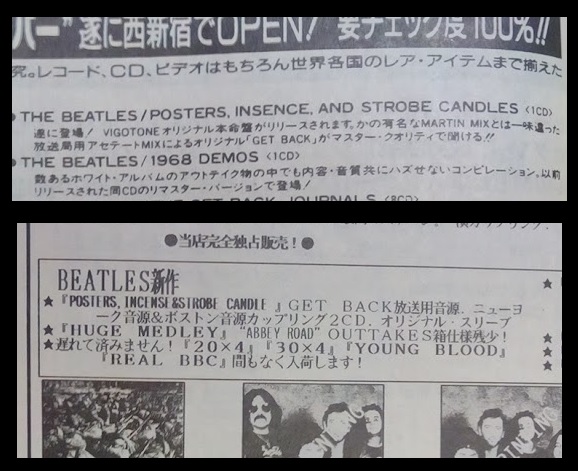 バー"遂に西新宿でOPEN! 要チェック度100%!!
究。レコード、CD、ビデオはもちろん世界各国のレア・アイテムまで揃えた
●THE BEATLES/POSTERS, INSENCE, AND STROBE CANDLES〈1CD〉
遂に登場! VIGOTONEオリジナル本命盤がリリースされます。かの有名なMARTIN MIXとは一味違った
放送局用アセテートMIXによるオリジナル「GET BACK」がマスター・クオリティで聞ける!!
●THE BEATLES/1968 DEMOS〈1CD〉
数あるホワイト・アルバムのアウトテイク物の中でも内容・音質共にハズせないコンピレーション。以前
リリースされた同CDのリマスター・バージョンで登場!
GET BACK JOURNALS〈8CD〉
●当店完全独占販売!●
BEATLES新作
★『POSTERS, INCENSE&STROBE CANDLE』GET BACK放送用音源. ニューヨ
ーク音源&ボストン音源カップリング2CD. オリジナル・スリーブ
★『HUGE MEDLEY』"ABBEY ROAD" OUTTAKES箱仕様残少!
★遅れて済みません!『20×4』『30×4』『YOUNG BLOOD』
『REAL BBC』間もなく入荷します!
★
★
★
★